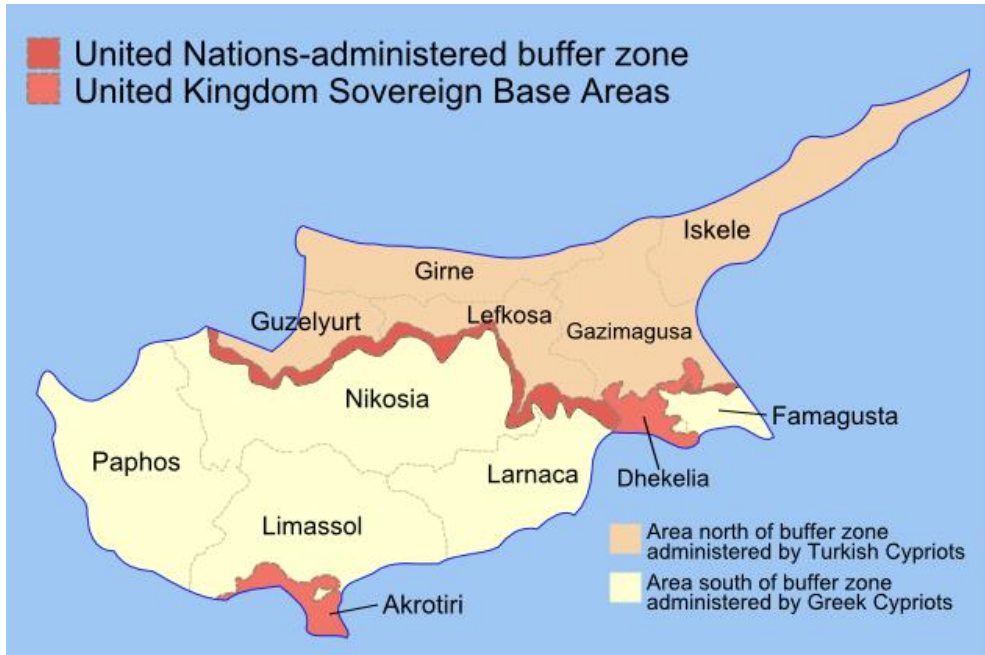 United Nations-administered buffer zone
United Kingdom Sovereign Base Areas
Iskele
Girne
Lefkosa
Guzelyurt
Gazimagusa
Nikosia
Famagusta
Paphos
Larnaca
Dhekelia
Limassol
Area north of buffer zone
administered by Turkish Cypriots
Area south of buffer zone
administered by Greek Cypriots
Akrotiri